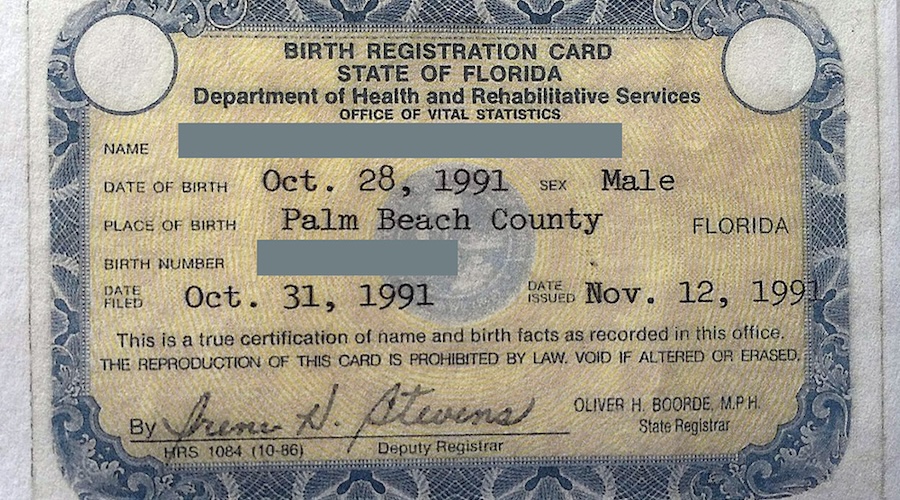 BIRTH REGISTRATION CARD
STATE OF FLORIDA
Department of Health and Rehabilitative Services
OFFICE OF VITAL STATISTICS
NAME
DATE OF BIRTH Oct. 28, 1991 SEX Male
PLACE OF BIRTH Palm Beach County FLORIDA
BIRTH NUMBER
DATE FILED Oct. 31, 1991 DATE ISSUED Nov. 12, 1991
This is a true certification of name and birth facts as recorded in this office.
THE REPRODUCTION OF THIS CARD IS PROHIBITED BY LAW. VOID IF ALTERED OR ERASED.
By Irene H. Stevens OLIVER H. BOORDE, M.P.H.
State Registrar
HRS 1084 (10-86) Deputy Registrar